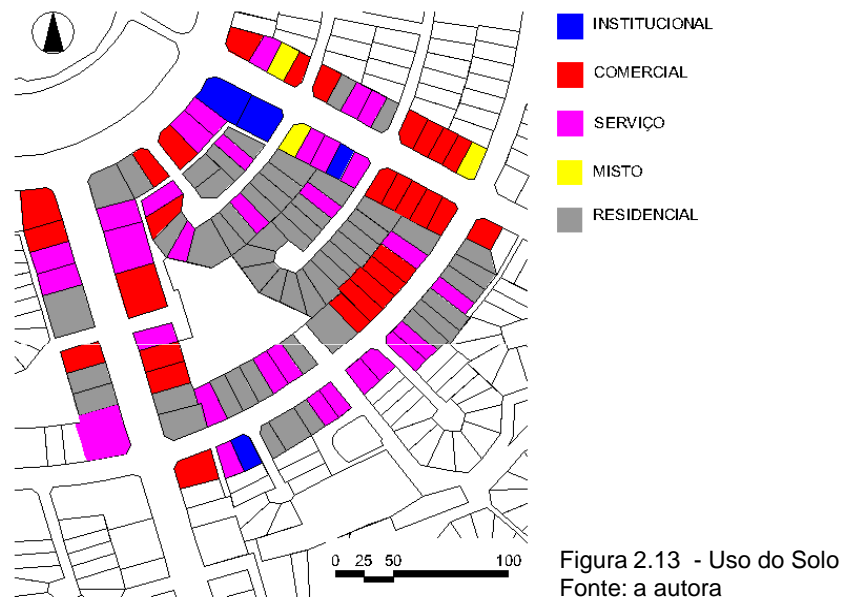 INSTITUCIONAL
COMERCIAL
SERVIÇO
MISTO
RESIDENCIAL
0 25 50 100
Figura 2.13 - Uso do Solo
Fonte: a autora